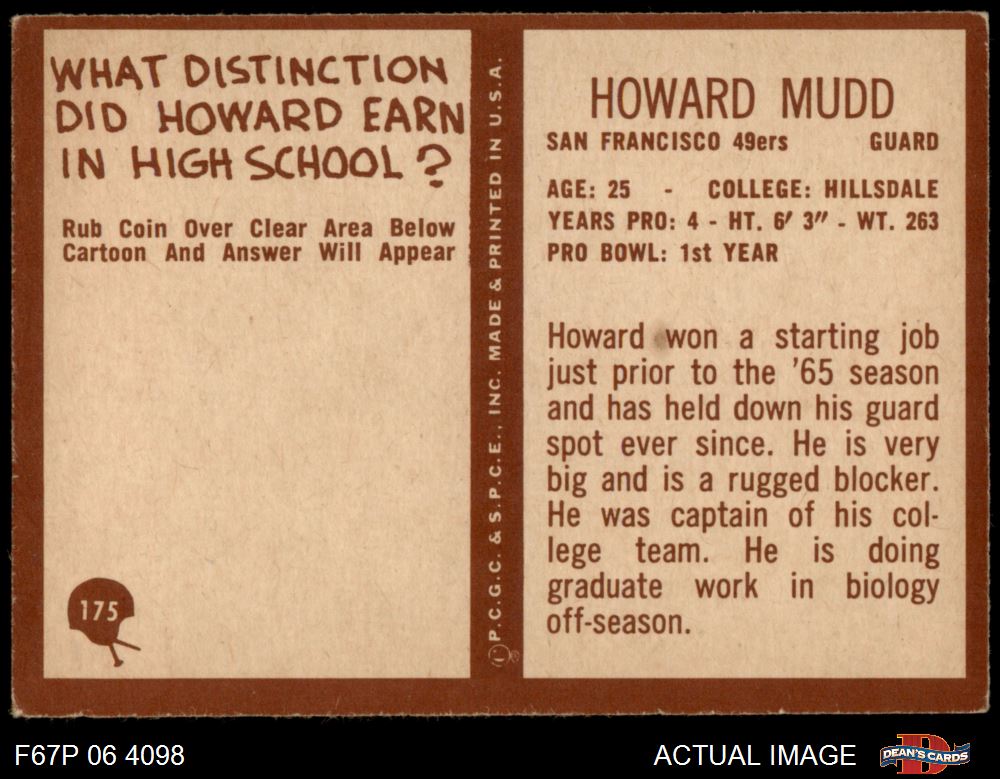 WHAT DISTINCTION
DID HOWARD EARN
IN HIGH SCHOOL?
Rub Coin Over Clear Area Below
Cartoon And Answer Will Appear
175
P.C.G.C. & S.P.C.E., INC. MADE & PRINTED IN U.S.A.
HOWARD MUDD
SAN FRANCISCO 49ers GUARD
AGE: 25 - COLLEGE: HILLSDALE
YEARS PRO: 4 - HT. 6' 3" - WT. 263
PRO BOWL: 1st YEAR
Howard won a starting job
just prior to the '65 season
and has held down his guard
spot ever since. He is very
big and is a rugged blocker.
He was captain of his col-
lege team. He is doing
graduate work in biology
off-season.
F67P 06 4098
ACTUAL IMAGE
DEAN'S CARDS